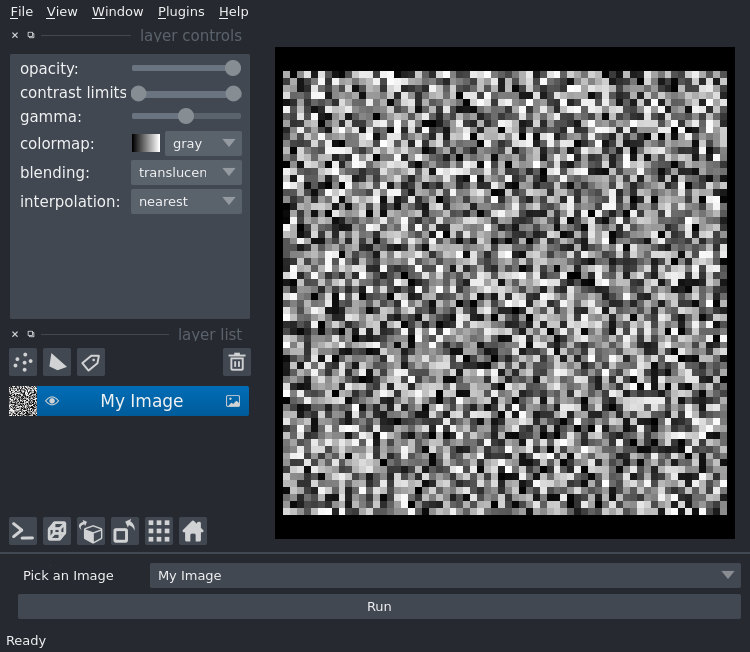 File View Window Plugins Help
layer controls
opacity:
contrast limits
gamma:
colormap: gray
blending: translucen
interpolation: nearest
layer list
My Image
Pick an Image My Image
Run
Ready